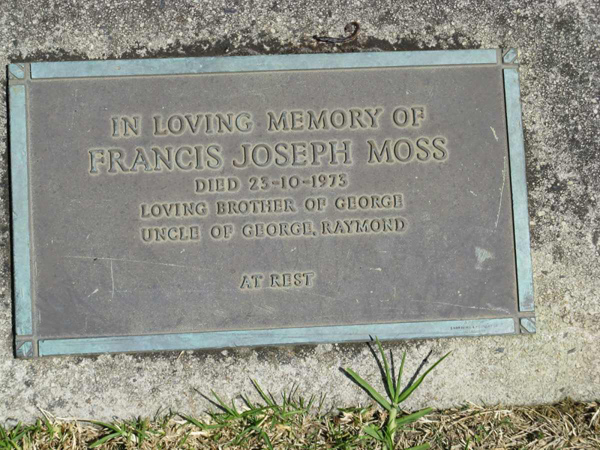 IN LOVING MEMORY OF
FRANCIS JOSEPH MOSS
DIED 23-10-1973
LOVING BROTHER OF GEORGE
UNCLE OF GEORGE, RAYMOND
AT REST